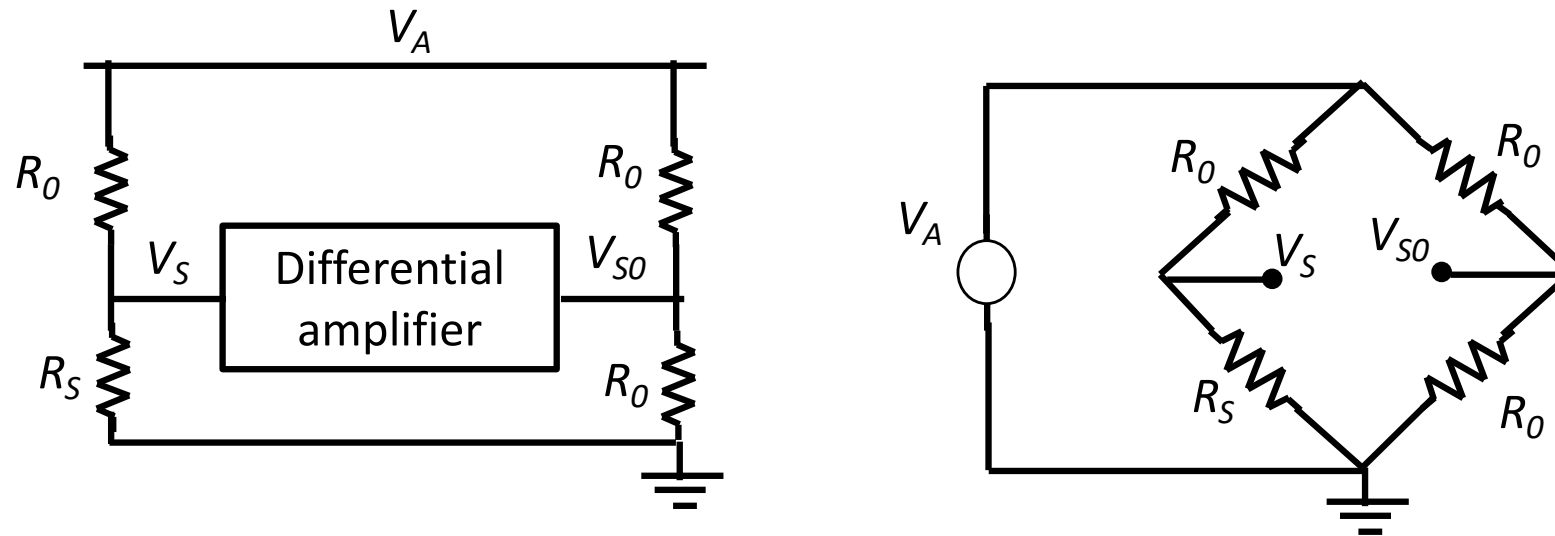 V_A
R_0
R_0
V_S
Differential
amplifier
V_S0
R_S
R_0
R_0
R_0
V_A
V_S
V_S0
R_S
R_0